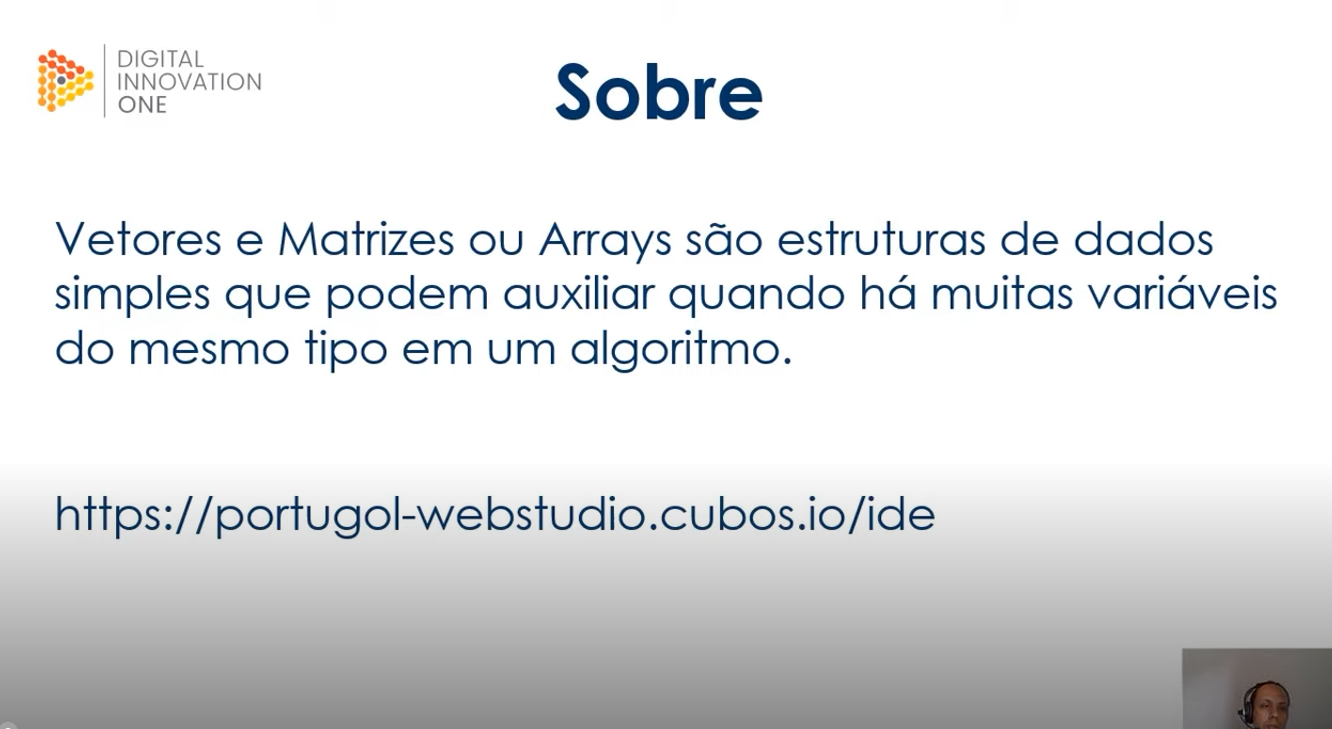 DIGITAL
INNOVATION
ONE
Sobre
Vetores e Matrizes ou Arrays são estruturas de dados
simples que podem auxiliar quando há muitas variáveis
do mesmo tipo em um algoritmo.
https://portugol-webstudio.cubos.io/ide